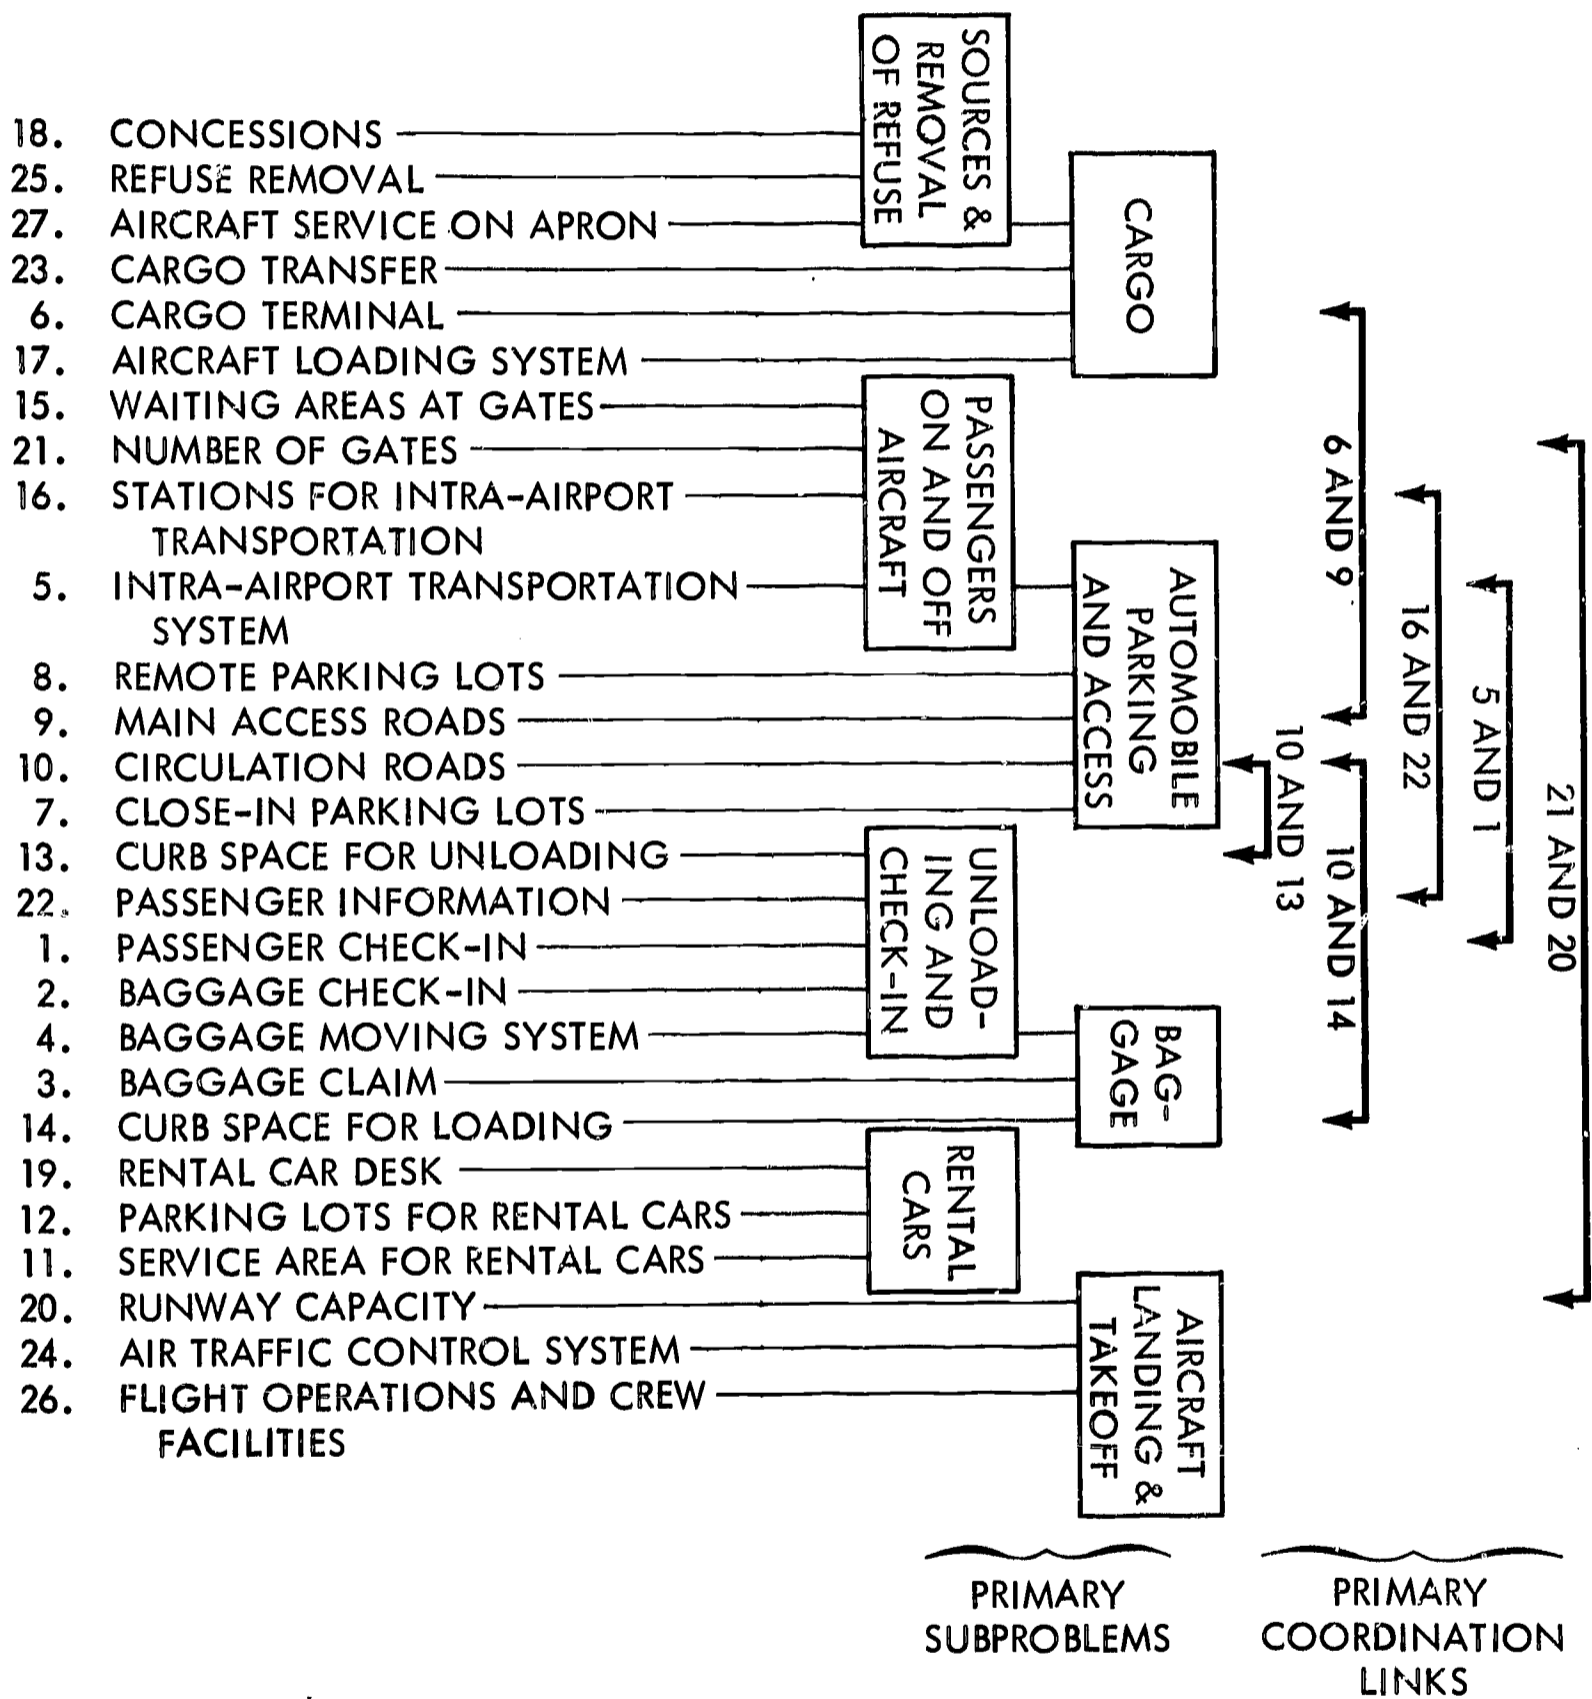 18. CONCESSIONS
25. REFUSE REMOVAL
27. AIRCRAFT SERVICE ON APRON
23. CARGO TRANSFER
6. CARGO TERMINAL
17. AIRCRAFT LOADING SYSTEM
15. WAITING AREAS AT GATES
21. NUMBER OF GATES
16. STATIONS FOR INTRA-AIRPORT
TRANSPORTATION
5. INTRA-AIRPORT TRANSPORTATION
SYSTEM
8. REMOTE PARKING LOTS
9. MAIN ACCESS ROADS
10. CIRCULATION ROADS
7. CLOSE-IN PARKING LOTS
13. CURB SPACE FOR UNLOADING
22. PASSENGER INFORMATION
1. PASSENGER CHECK-IN
2. BAGGAGE CHECK-IN
4. BAGGAGE MOVING SYSTEM
3. BAGGAGE CLAIM
14. CURB SPACE FOR LOADING
19. RENTAL CAR DESK
12. PARKING LOTS FOR RENTAL CARS
11. SERVICE AREA FOR RENTAL CARS
20. RUNWAY CAPACITY
24. AIR TRAFFIC CONTROL SYSTEM
26. FLIGHT OPERATIONS AND CREW
FACILITIES
SOURCES &
REMOVAL
OF REFUSE
CARGO
PASSENGERS
ON AND OFF
AIRCRAFT
AUTOMOBILE
PARKING
AND ACCESS
UNLOAD-
ING AND
CHECK-IN
BAG-
GAGE
RENTAL
CARS
AIRCRAFT
LANDING &
TAKEOFF
10 AND 13
6 AND 9
10 AND 14
16 AND 22
5 AND 1
21 AND 20
PRIMARY
SUBPROBLEMS
PRIMARY
COORDINATION
LINKS